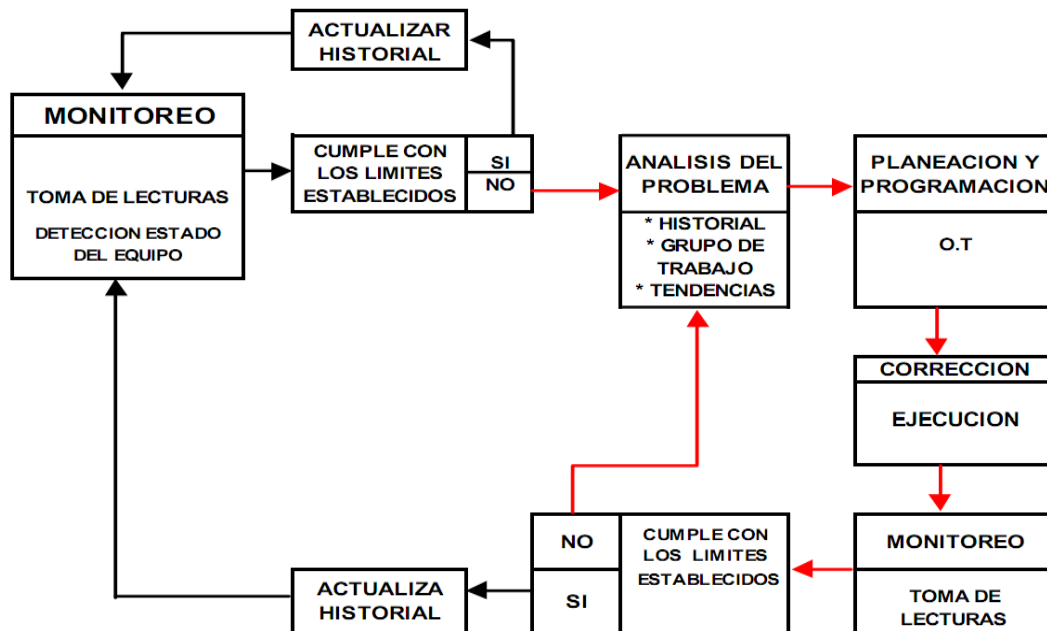 ACTUALIZAR
HISTORIAL
MONITOREO
TOMA DE LECTURAS
DETECCION ESTADO
DEL EQUIPO
CUMPLE CON
LOS LIMITES
ESTABLECIDOS
SI
NO
ANALISIS DEL
PROBLEMA
* HISTORIAL
* GRUPO DE
TRABAJO
* TENDENCIAS
PLANEACION Y
PROGRAMACION
O.T
CORRECCION
EJECUCION
MONITOREO
TOMA DE
LECTURAS
CUMPLE CON
LOS LIMITES
ESTABLECIDOS
NO
SI
ACTUALIZA
HISTORIAL